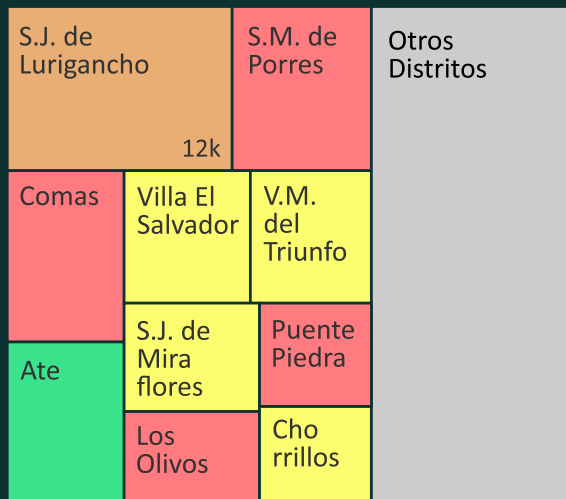 S.J. de
Lurigancho
12k
S.M. de
Porres
Otros
Distritos
Comas
Villa El
Salvador
V.M.
del
Triunfo
S.J. de
Mira
flores
Puente
Piedra
Ate
Los
Olivos
Cho
rrillos